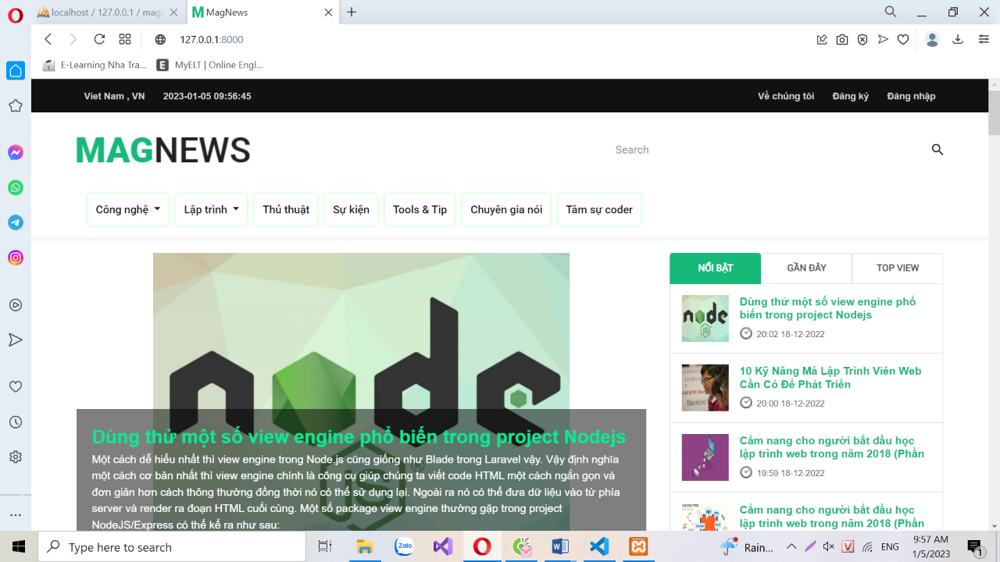 localhost / 127.0.0.1 / mag
MagNews
127.0.0.1:8000
E-Learning Nha Tra...
MyELT | Online Engl...
Viet Nam , VN
2023-01-05 09:56:45
Về chúng tôi
Đăng ký
Đăng nhập
MAGNEWS
Search
Công nghệ
Lập trình
Thủ thuật
Sự kiện
Tools & Tip
Chuyên gia nói
Tâm sự coder
node
JS
Dùng thử một số view engine phổ biến trong project Nodejs
Một cách dễ hiểu nhất thì view engine trong Node.js cũng giống như Blade trong Laravel vậy. Vậy định nghĩa
một cách cơ bản nhất thì view engine chính là công cụ giúp chúng ta viết code HTML một cách ngắn gọn và
đơn giản hơn cách thông thường đồng thời nó có thể sử dụng lại. Ngoài ra nó có thể đưa dữ liệu vào từ phía
server và render ra đoạn HTML cuối cùng. Một số package view engine thường gặp trong project
NodeJS/Express có thể kể ra như sau:
NỔI BẬT
GẦN ĐÂY
TOP VIEW
node
JS
Dùng thử một số view engine phổ
biến trong project Nodejs
20:02 18-12-2022
Stanford
10 Kỹ Năng Mà Lập Trình Viên Web
Cần Có Để Phát Triển
20:00 18-12-2022
Cẩm nang cho người bắt đầu học
lập trình web trong năm 2018 (Phần
19:59 18-12-2022
Cẩm nang cho người bắt đầu học
lập trình web trong năm 2018 (Phần
Type here to search
Zalo
Rain...
ENG
9:57 AM
1/5/2023
1